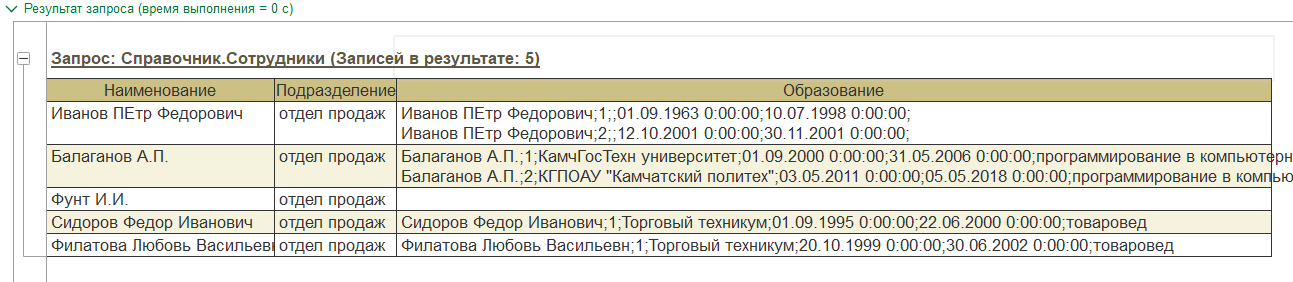 Результат запроса (время выполнения = 0 с)
Запрос: Справочник.Сотрудники (Записей в результате: 5)
Наименование Подразделение Образование
Иванов ПЕтр Федорович отдел продаж Иванов ПЕтр Федорович;1;;01.09.1963 0:00:00;10.07.1998 0:00:00;
Иванов ПЕтр Федорович;2;;12.10.2001 0:00:00;30.11.2001 0:00:00;
Балаганов А.П. отдел продаж Балаганов А.П.;1;КамчГосТехн университет;01.09.2000 0:00:00;31.05.2006 0:00:00;программирование в компьютерн
Балаганов А.П.;2;КГПОАУ "Камчатский политех";03.05.2011 0:00:00;05.05.2018 0:00:00;программирование в компью
Фунт И.И. отдел продаж
Сидоров Федор Иванович отдел продаж Сидоров Федор Иванович;1;Торговый техникум;01.09.1995 0:00:00;22.06.2000 0:00:00;товаровед
Филатова Любовь Васильевн отдел продаж Филатова Любовь Васильевн;1;Торговый техникум;20.10.1999 0:00:00;30.06.2002 0:00:00;товаровед